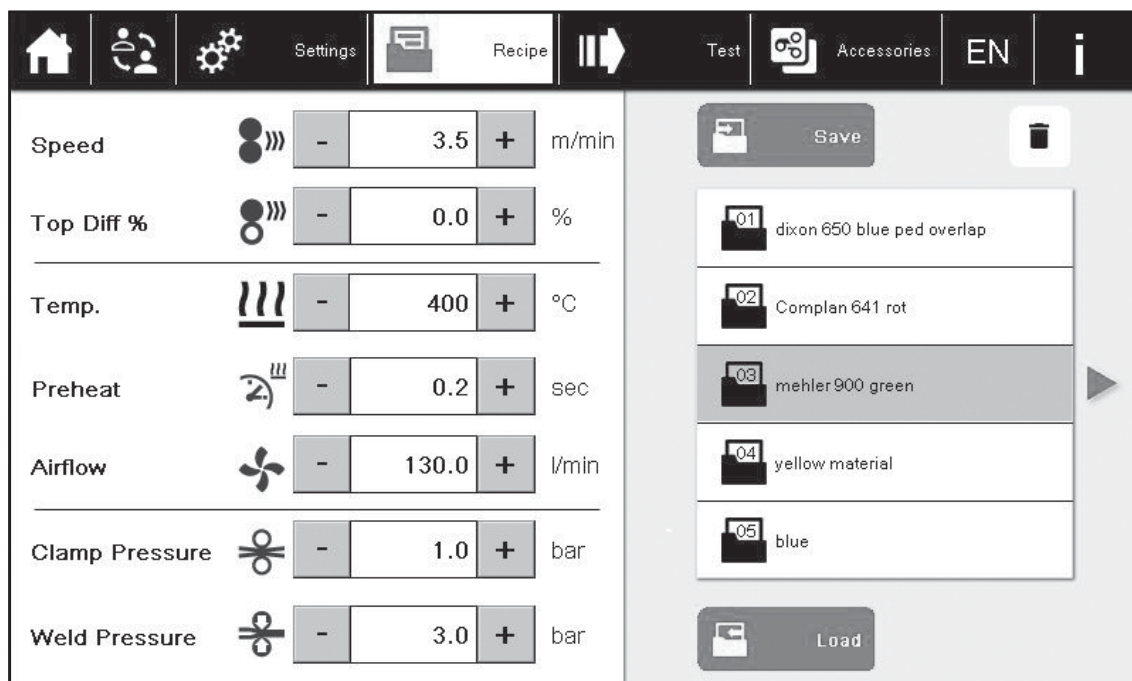 Settings Recipe Test Accessories EN i
Speed - 3.5 + m/min
Top Diff % - 0.0 + %
Temp. - 400 + °C
Preheat - 0.2 + sec
Airflow - 130.0 + l/min
Clamp Pressure - 1.0 + bar
Weld Pressure - 3.0 + bar
Save
01 dixon 650 blue ped overlap
02 Complan 641 rot
03 mehler 900 green
04 yellow material
05 blue
Load